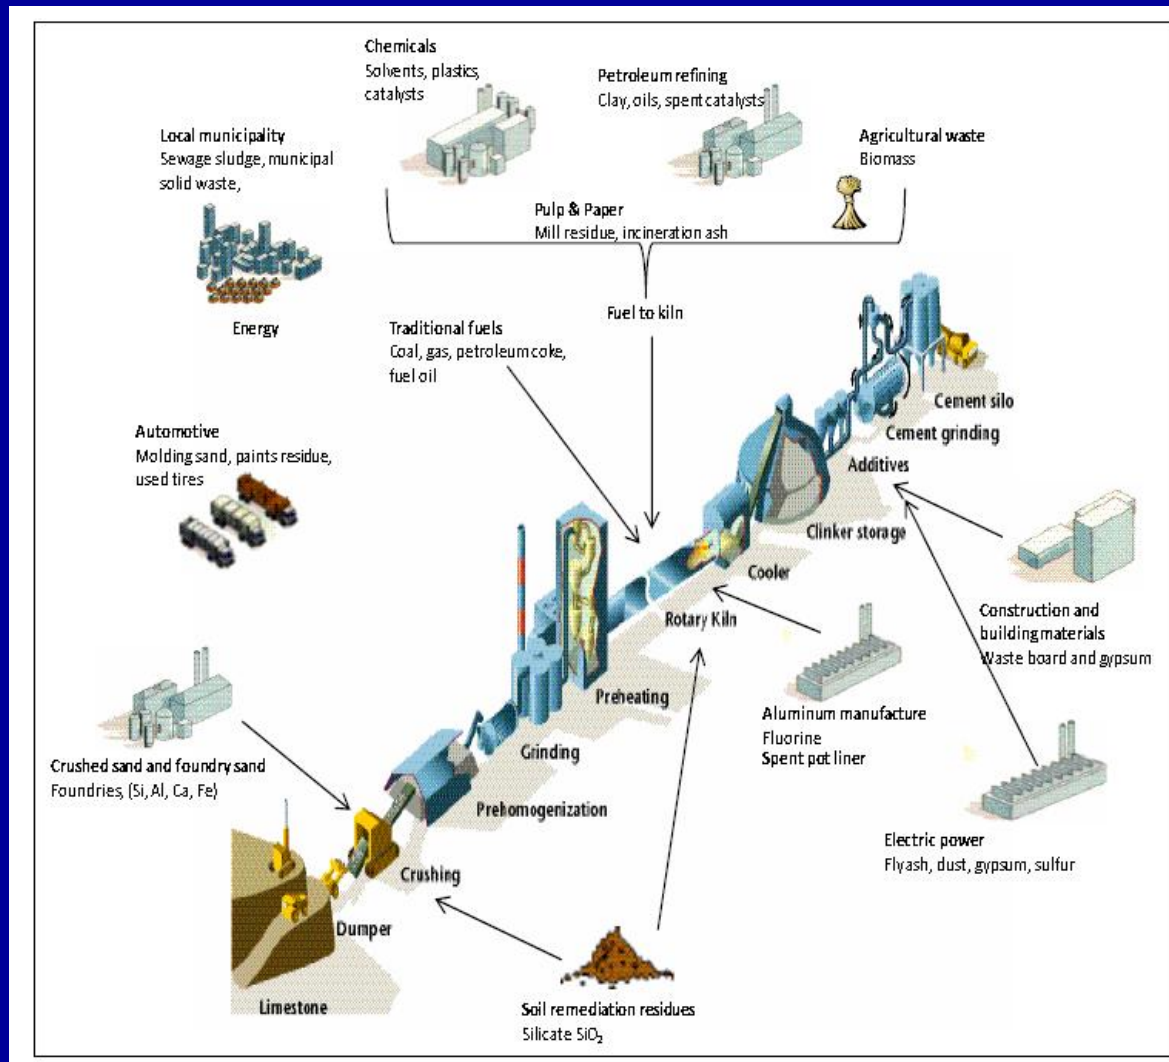 Chemicals
Solvents, plastics,
catalysts
Petroleum refining
Clay, oils, spent catalysts
Local municipality
Sewage sludge, municipal
solid waste,
Agricultural waste
Biomass
Pulp & Paper
Mill residue, incineration ash
Energy
Fuel to kiln
Traditional fuels
Coal, gas, petroleum coke,
fuel oil
Automotive
Molding sand, paints residue,
used tires
Cement silo
Cement grinding
Additives
Clinker storage
Cooler
Rotary Kiln
Preheating
Grinding
Prehomogenization
Crushing
Dumper
Limestone
Construction and
building materials
Waste board and gypsum
Aluminum manufacture
Fluorine
Spent pot liner
Crushed sand and foundry sand
Foundries, (Si, Al, Ca, Fe)
Electric power
Flyash, dust, gypsum, sulfur
Soil remediation residues
Silicate SiO₂